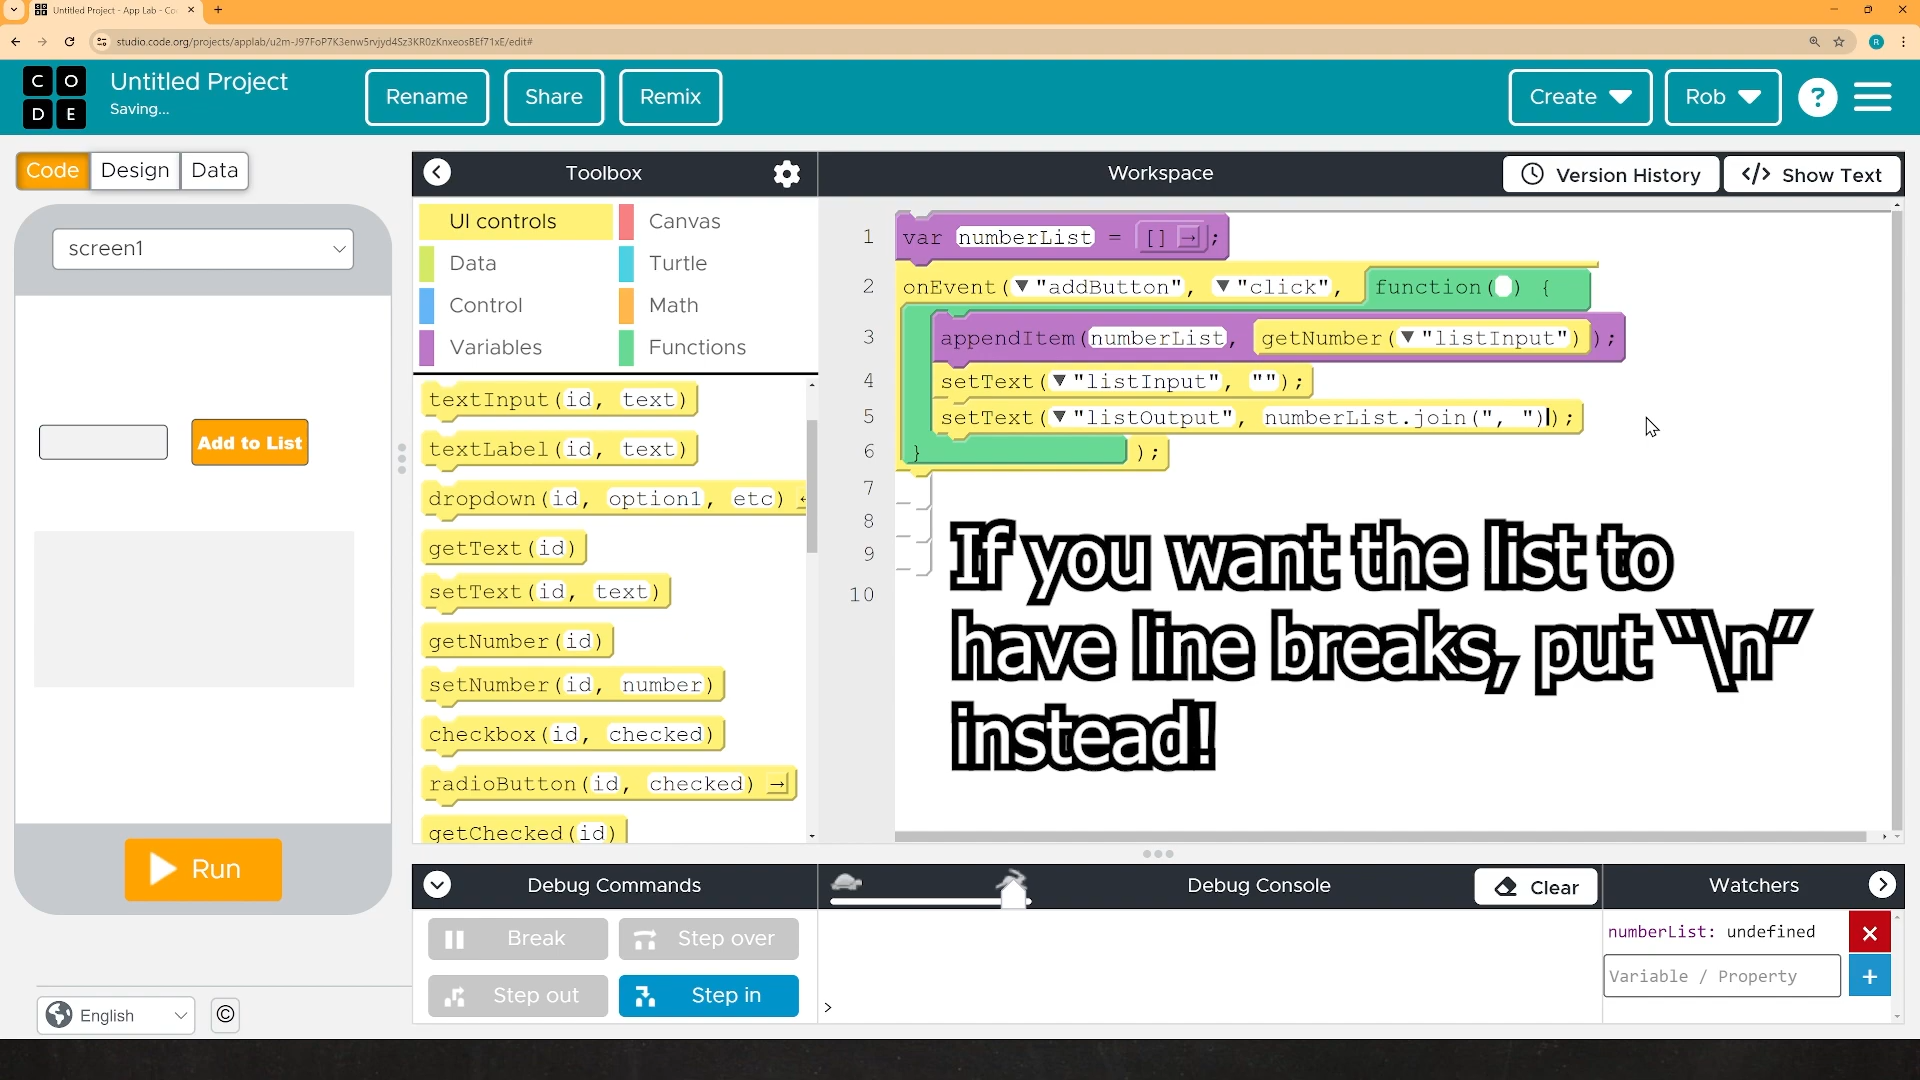 Untitled Project - App Lab - Co
studio.code.org/projects/applab/u2m-J97FoP7K3enw5rvjyd4Sz3KR0zKnxeosBEf71xE/edit#
R
C O
D E
Untitled Project
Saving...
Rename
Share
Remix
Create
Rob
?
Code
Design
Data
Toolbox
Workspace
Version History
</> Show Text
screen1
Add to List
Run
English
©
UI controls
Canvas
Data
Turtle
Control
Math
Variables
Functions
textInput(id, text)
textLabel(id, text)
dropdown(id, option1, etc)
getText(id)
setText(id, text)
getNumber(id)
setNumber(id, number)
checkbox(id, checked)
radioButton(id, checked)
getChecked(id)
1 var numberList = [];
2 onEvent("addButton", "click", function() {
3 appendItem(numberList, getNumber("listInput"));
4 setText("listInput", "");
5 setText("listOutput", numberList.join(", "));
6 } );
7
8
9
10
If you want the list to
have line breaks, put "\n"
instead!
Debug Commands
Debug Console
Clear
Watchers
Break
Step over
Step out
Step in
>
numberList: undefined
Variable / Property